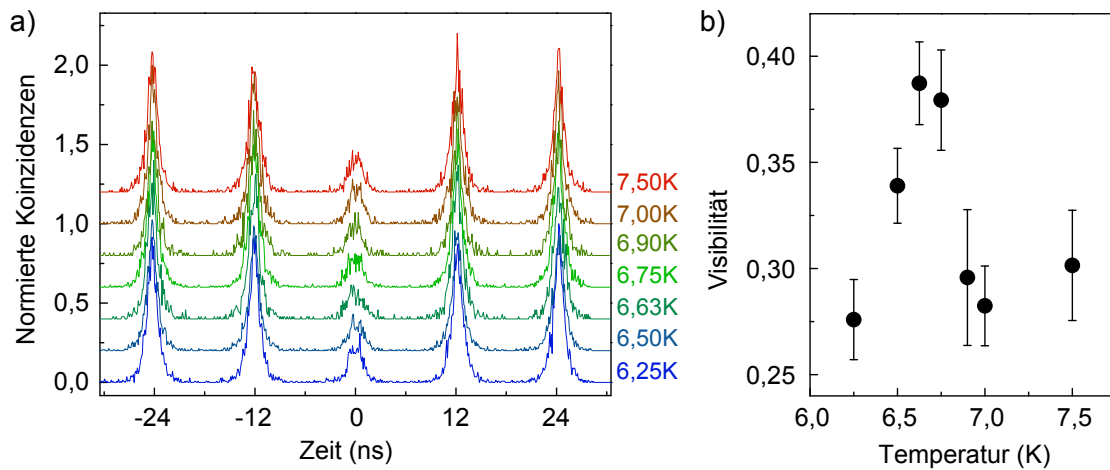 a)
Normierte Koinzidenzen
2,0
1,5
1,0
0,5
0,0
7,50K
7,00K
6,90K
6,75K
6,63K
6,50K
6,25K
-24
-12
0
12
24
Zeit (ns)
b)
Visibilität
0,40
0,35
0,30
0,25
6,0
6,5
7,0
7,5
Temperatur (K)